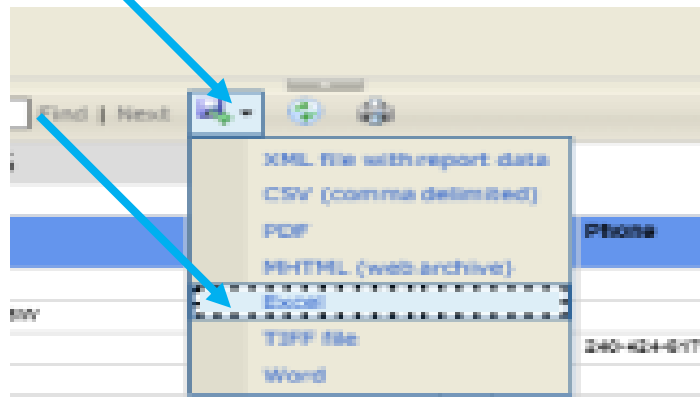 Find | Next
XML file with report data
CSV (comma delimited)
PDF
Phone
MHTML (web archive)
Excel
TIFF file
Word